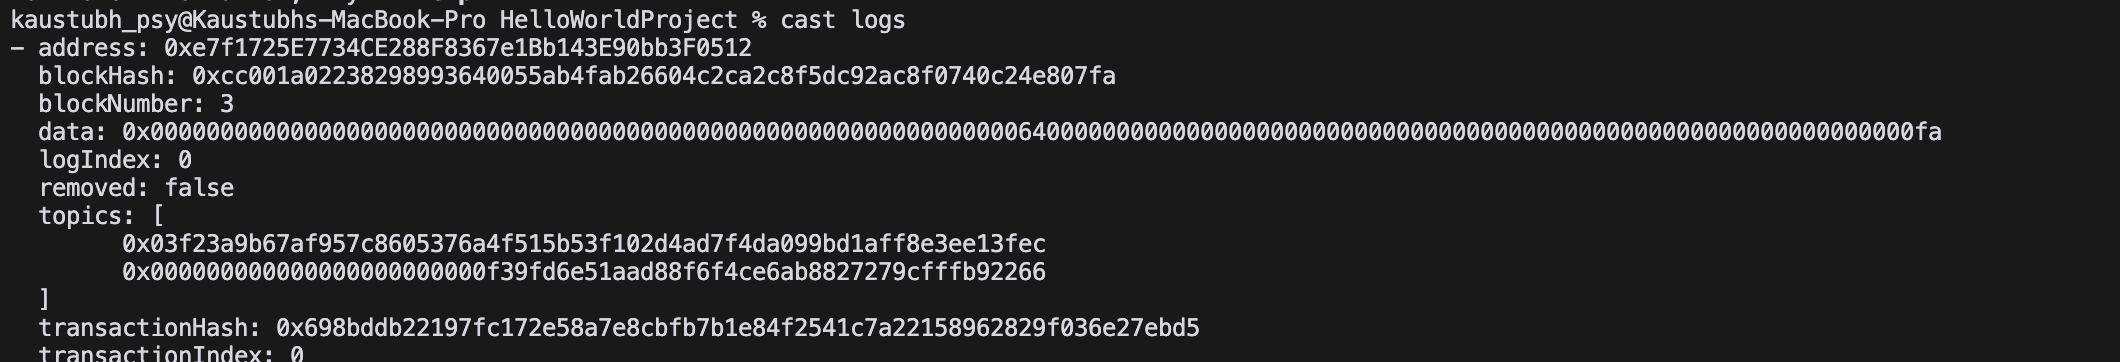 kaustubh_psy@Kaustubhs-MacBook-Pro HelloWorldProject % cast logs
- address: 0xe7f1725E7734CE288F8367e1Bb143E90bb3F0512
blockHash: 0xcc001a02238298993640055ab4fab26604c2ca2c8f5dc92ac8f0740c24e807fa
blockNumber: 3
data: 0x000000000000000000000000000000000000000000000000000000000000006400000000000000000000000000000000000000000000000000000000000000fa
logIndex: 0
removed: false
topics: [
0x03f23a9b67af957c8605376a4f515b53f102d4ad7f4da099bd1aff8e3ee13fec
0x000000000000000000000000f39fd6e51aad88f6f4ce6ab8827279cfffb92266
]
transactionHash: 0x698bddb22197fc172e58a7e8cbfb7b1e84f2541c7a22158962829f036e27ebd5
transactionIndex: 0